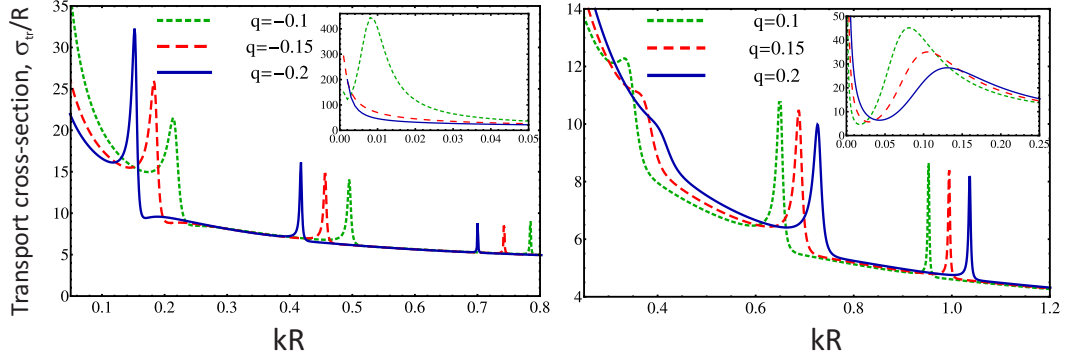 Transport cross-section, σtr/R
35
30
25
20
15
10
5
0
0.1 0.2 0.3 0.4 0.5 0.6 0.7 0.8
kR
q=−0.1
q=−0.15
q=−0.2
400
300
200
100
0
0.00 0.01 0.02 0.03 0.04 0.05
14
12
10
8
6
4
0.4 0.6 0.8 1.0 1.2
kR
q=0.1
q=0.15
q=0.2
50
40
30
20
10
0
0.00 0.05 0.10 0.15 0.20 0.25